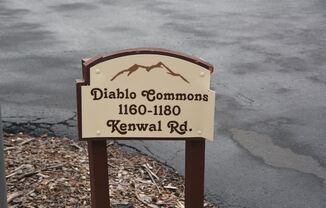 Diablo Commons
1160-1180
Kenwal Rd.